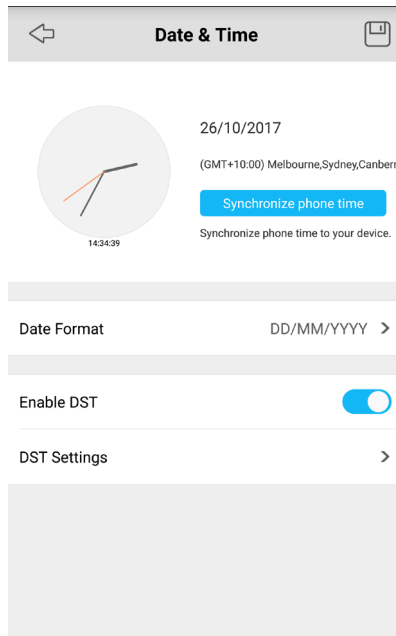 Date & Time
26/10/2017
(GMT+10:00) Melbourne,Sydney,Canberr
Synchronize phone time
14:34:39
Synchronize phone time to your device.
Date Format
DD/MM/YYYY
Enable DST
DST Settings